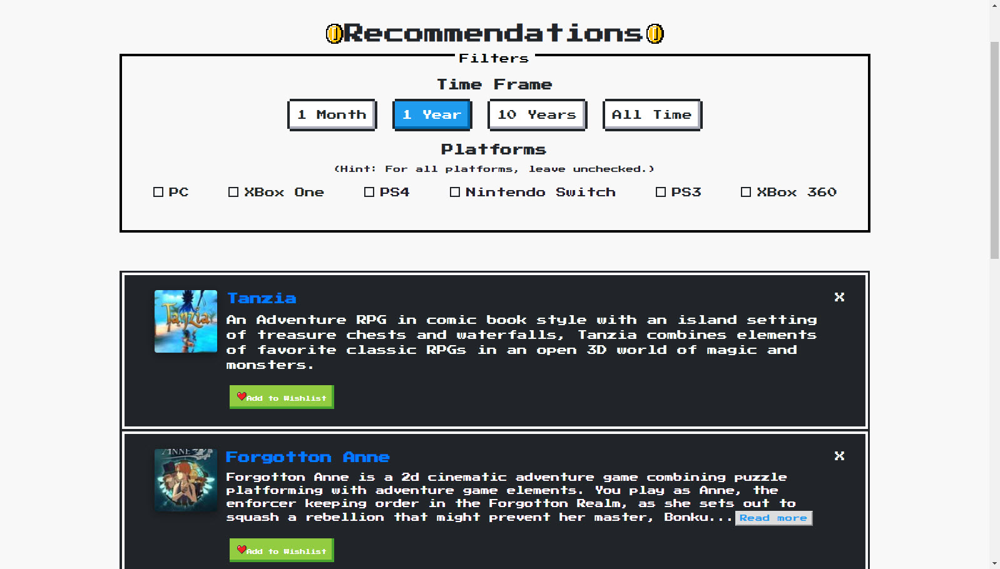 Recommendations
Filters
Time Frame
1 Month
1 Year
10 Years
All Time
Platforms
(Hint: For all platforms, leave unchecked.)
PC
XBox One
PS4
Nintendo Switch
PS3
XBox 360
Tanzia
Tanzia
X
An Adventure RPG in comic book style with an island setting
of treasure chests and waterfalls, Tanzia combines elements
of favorite classic RPGs in an open 3D world of magic and
monsters.
Add to Wishlist
ANNE
Forgotton Anne
X
Forgotton Anne is a 2d cinematic adventure game combining puzzle
platforming with adventure game elements. You play as Anne, the
enforcer keeping order in the Forgotton Realm, as she sets out to
squash a rebellion that might prevent her master, Bonku...
Read more
Add to Wishlist